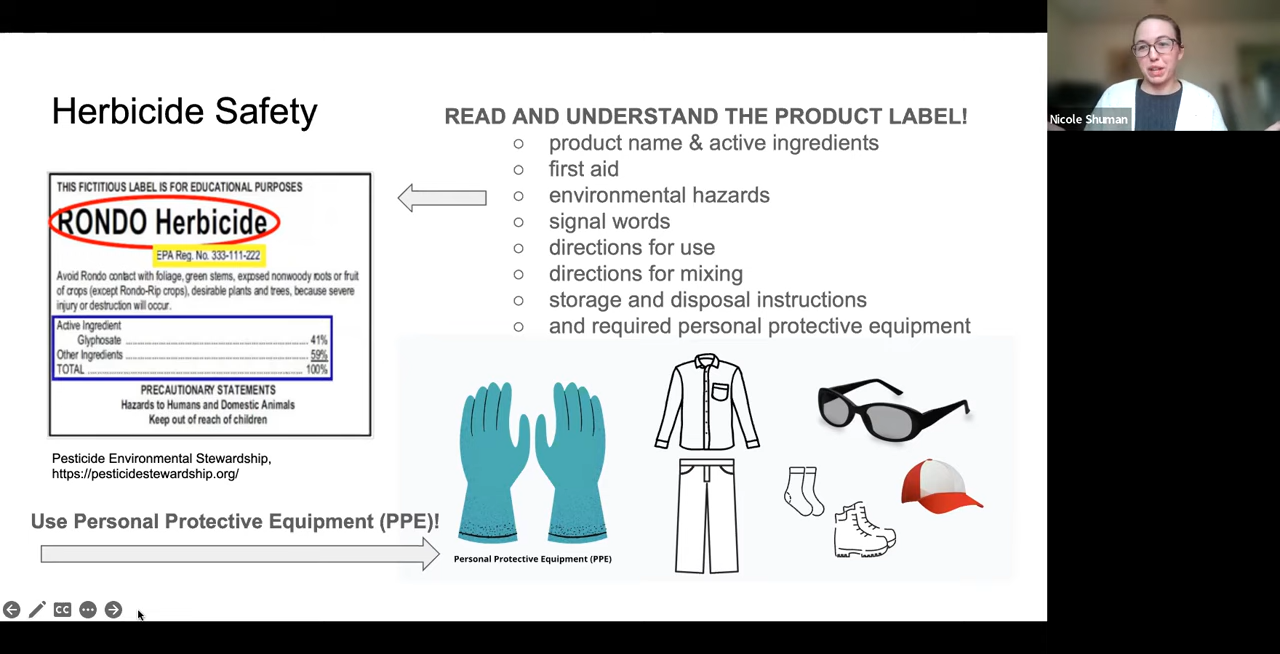 Herbicide Safety
THIS FICTITIOUS LABEL IS FOR EDUCATIONAL PURPOSES
RONDO Herbicide
EPA Reg. No. 333-111-222
Avoid Rondo contact with foliage, green stems, exposed nonwoody roots or fruit
of crops (except Rondo-Rip crops), desirable plants and trees, because severe
injury or destruction will occur.
Active Ingredient
Glyphosate ........ 41%
Other Ingredients ........ 59%
TOTAL ........ 100%
PRECAUTIONARY STATEMENTS
Hazards to Humans and Domestic Animals
Keep out of reach of children
Pesticide Environmental Stewardship,
https://pesticidestewardship.org/
Use Personal Protective Equipment (PPE)!
READ AND UNDERSTAND THE PRODUCT LABEL!
○ product name & active ingredients
○ first aid
○ environmental hazards
○ signal words
○ directions for use
○ directions for mixing
○ storage and disposal instructions
○ and required personal protective equipment
Personal Protective Equipment (PPE)
CC
Nicole Shuman